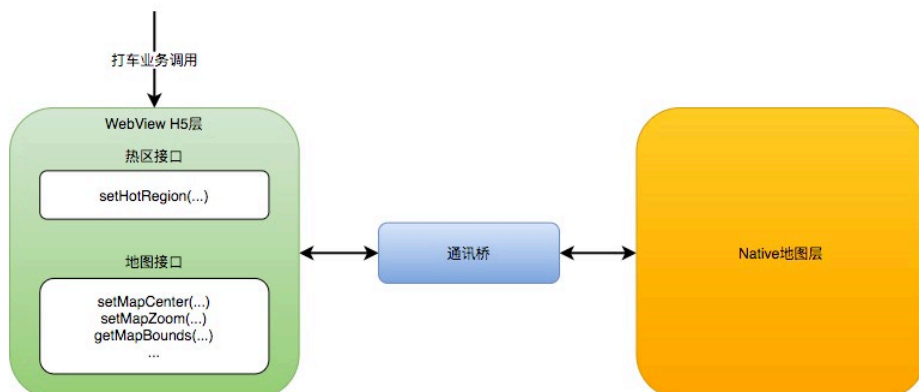 打车业务调用
WebView H5层
热区接口
setHotRegion(...)
地图接口
setMapCenter(...)
setMapZoom(...)
getMapBounds(...)
...
通讯桥
Native地图层